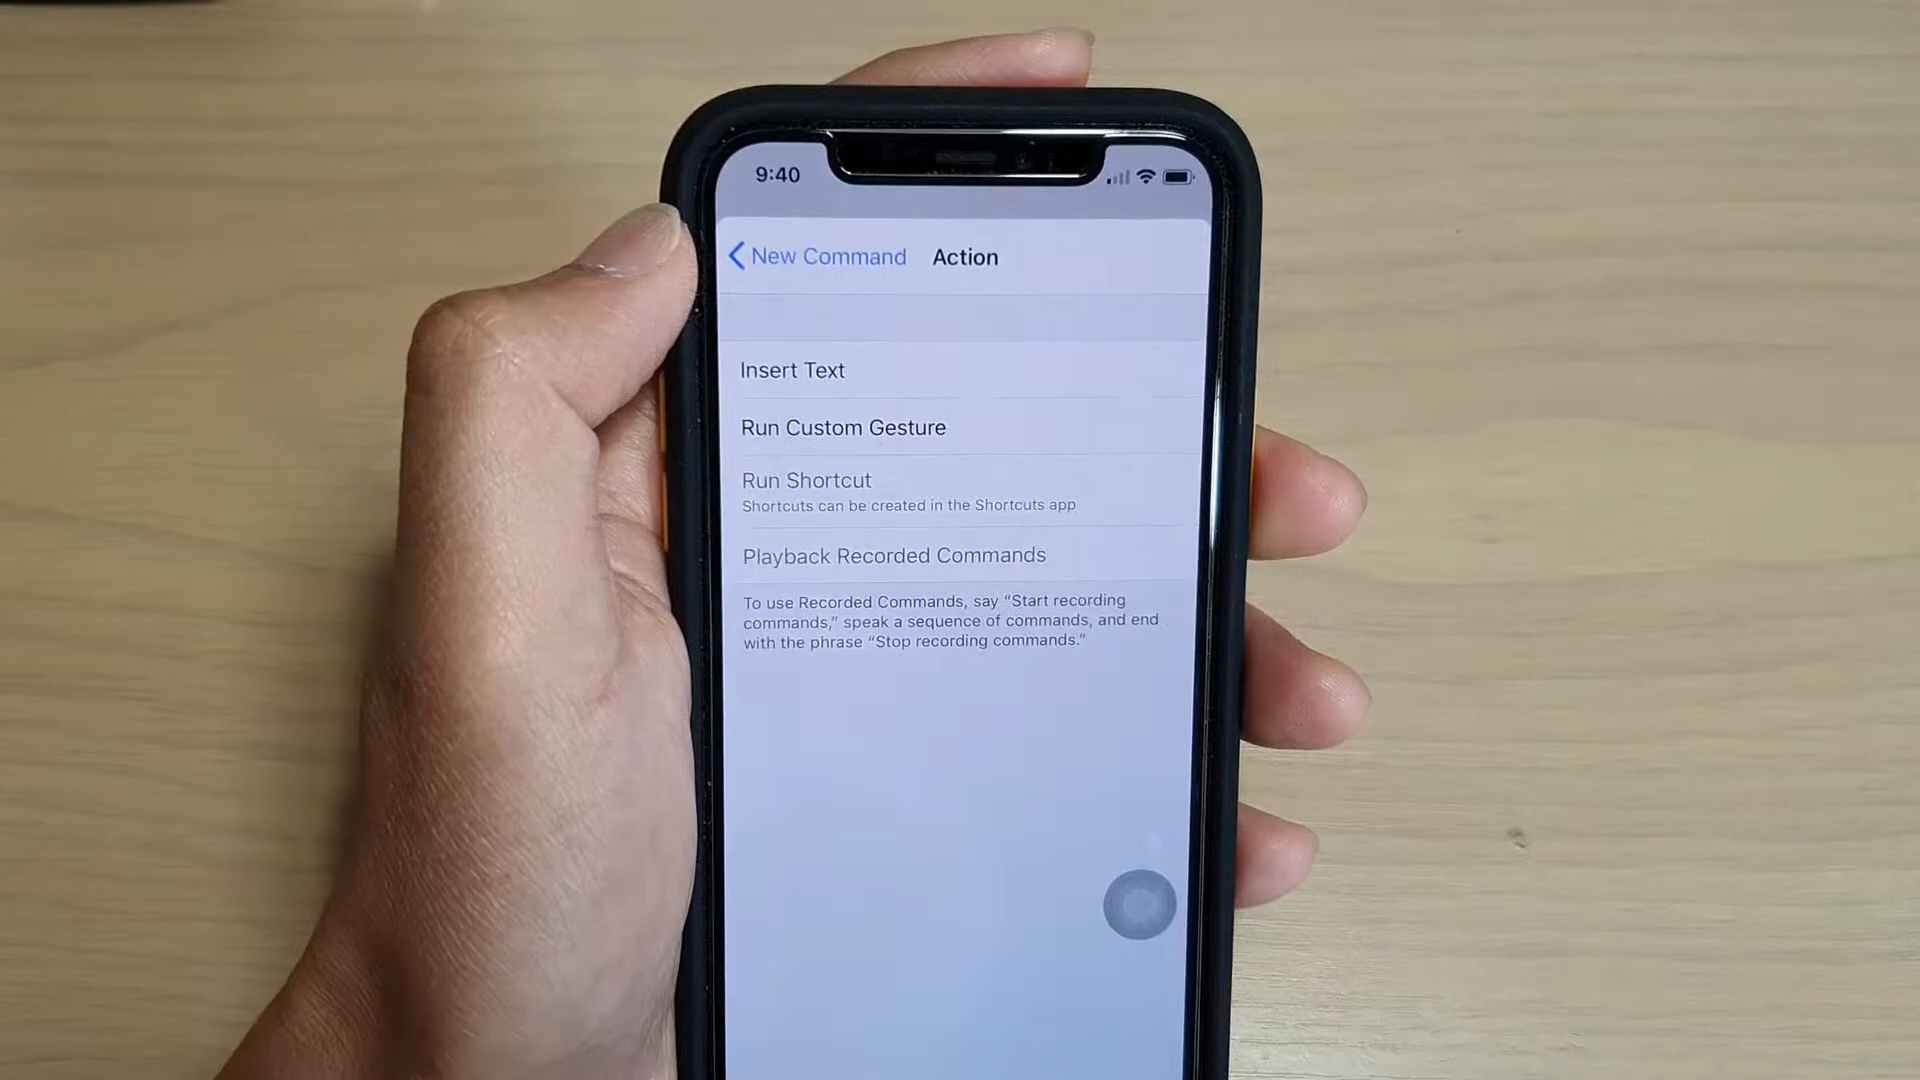 9:40
New Command Action
Insert Text
Run Custom Gesture
Run Shortcut
Shortcuts can be created in the Shortcuts app
Playback Recorded Commands
To use Recorded Commands, say “Start recording
commands,” speak a sequence of commands, and end
with the phrase “Stop recording commands.”